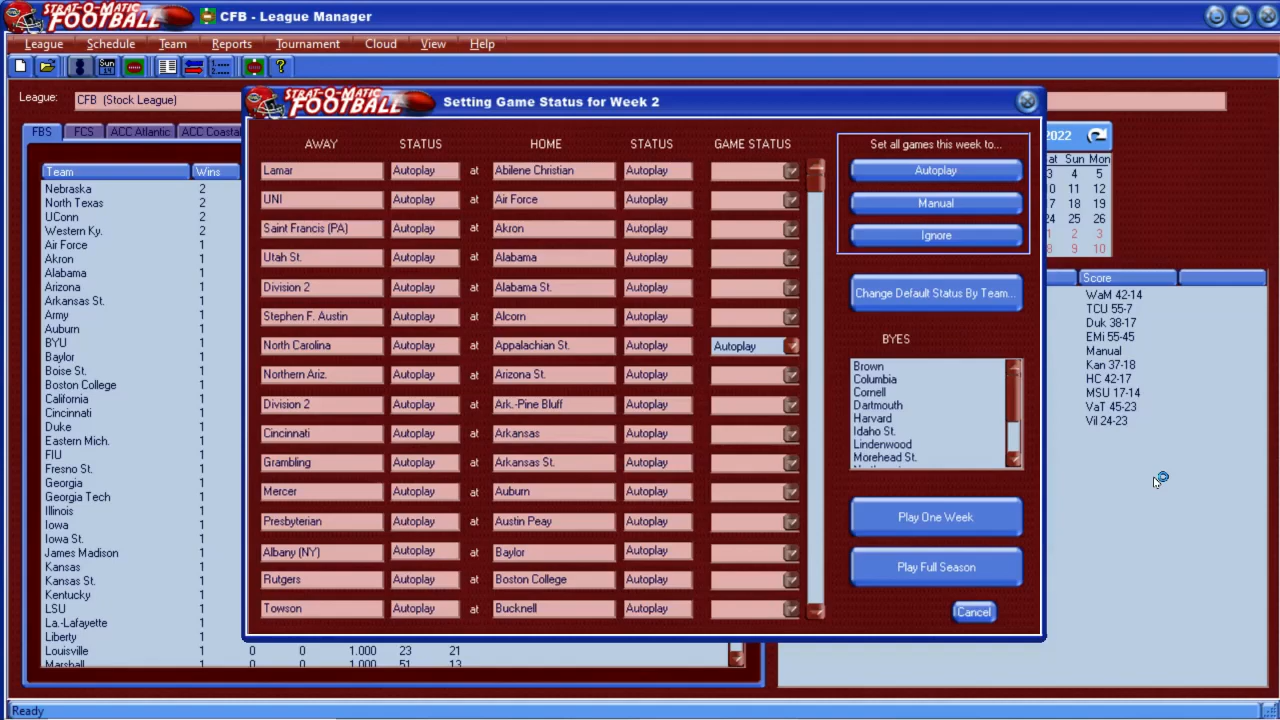 STRAT-O-MATIC
FOOTBALL
CFB - League Manager
League Schedule Team Reports Tournament Cloud View Help
League: CFB (Stock League)
FBS FCS ACC Atlantic ACC Coastal
Team Wins
Nebraska 2
North Texas 2
UConn 2
Western Ky. 2
Air Force 1
Akron 1
Alabama 1
Arizona 1
Arkansas St. 1
Army 1
Auburn 1
BYU 1
Baylor 1
Boise St. 1
Boston College 1
California 1
Cincinnati 1
Duke 1
Eastern Mich. 1
FIU 1
Fresno St. 1
Georgia 1
Georgia Tech 1
Illinois 1
Iowa 1
Iowa St. 1
James Madison 1
Kansas 1
Kansas St. 1
Kentucky 1
LSU 1
La.-Lafayette 1
Liberty 1
Louisville 1 0 0 1.000 23 21
Marshall 1 0 0 1.000 51 13
STRAT-O-MATIC
FOOTBALL
Setting Game Status for Week 2
AWAY STATUS HOME STATUS GAME STATUS
Lamar Autoplay at Abilene Christian Autoplay
UNI Autoplay at Air Force Autoplay
Saint Francis (PA) Autoplay at Akron Autoplay
Utah St. Autoplay at Alabama Autoplay
Division 2 Autoplay at Alabama St. Autoplay
Stephen F. Austin Autoplay at Alcorn Autoplay
North Carolina Autoplay at Appalachian St. Autoplay Autoplay
Northern Ariz. Autoplay at Arizona St. Autoplay
Division 2 Autoplay at Ark.-Pine Bluff Autoplay
Cincinnati Autoplay at Arkansas Autoplay
Grambling Autoplay at Arkansas St. Autoplay
Mercer Autoplay at Auburn Autoplay
Presbyterian Autoplay at Austin Peay Autoplay
Albany (NY) Autoplay at Baylor Autoplay
Rutgers Autoplay at Boston College Autoplay
Towson Autoplay at Bucknell Autoplay
Set all games this week to...
Autoplay
Manual
Ignore
Change Default Status By Team...
BYES
Brown
Columbia
Cornell
Dartmouth
Harvard
Idaho St.
Lindenwood
Morehead St.
Play One Week
Play Full Season
Cancel
2022
at Sun Mon
3 4 5
10 11 12
17 18 19
24 25 26
1 2 3
8 9 10
Score
WaM 42-14
TCU 55-7
Duk 38-17
EMi 55-45
Manual
Kan 37-18
HC 42-17
MSU 17-14
VaT 45-23
Vil 24-23
Ready